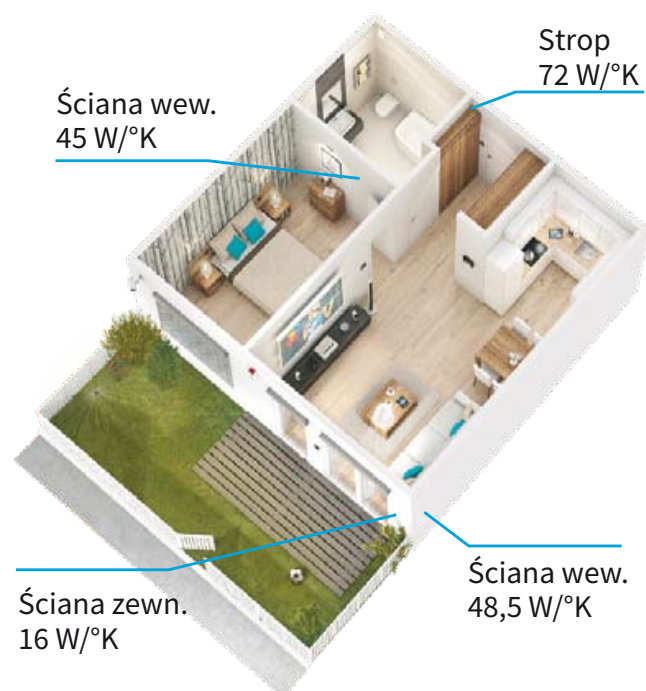 Strop
72 W/°K
Ściana wew.
45 W/°K
Ściana wew.
48,5 W/°K
Ściana zewn.
16 W/°K